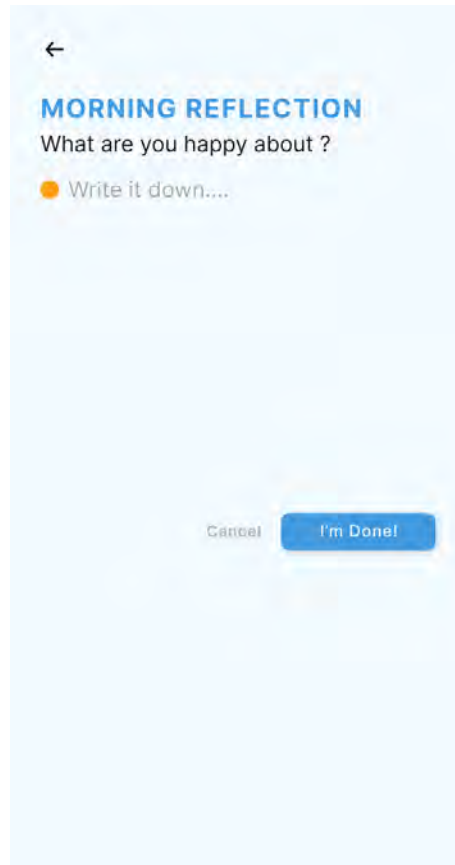 MORNING REFLECTION
What are you happy about ?
Write it down....
Cancel
I'm Done!